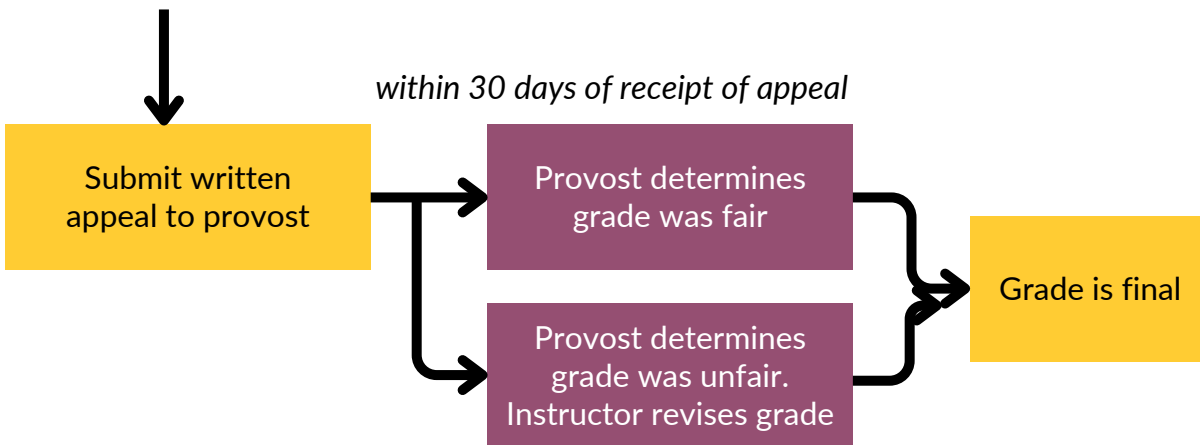 within 30 days of receipt of appeal
Submit written
appeal to provost
Provost determines
grade was fair
Provost determines
grade was unfair.
Instructor revises grade
Grade is final